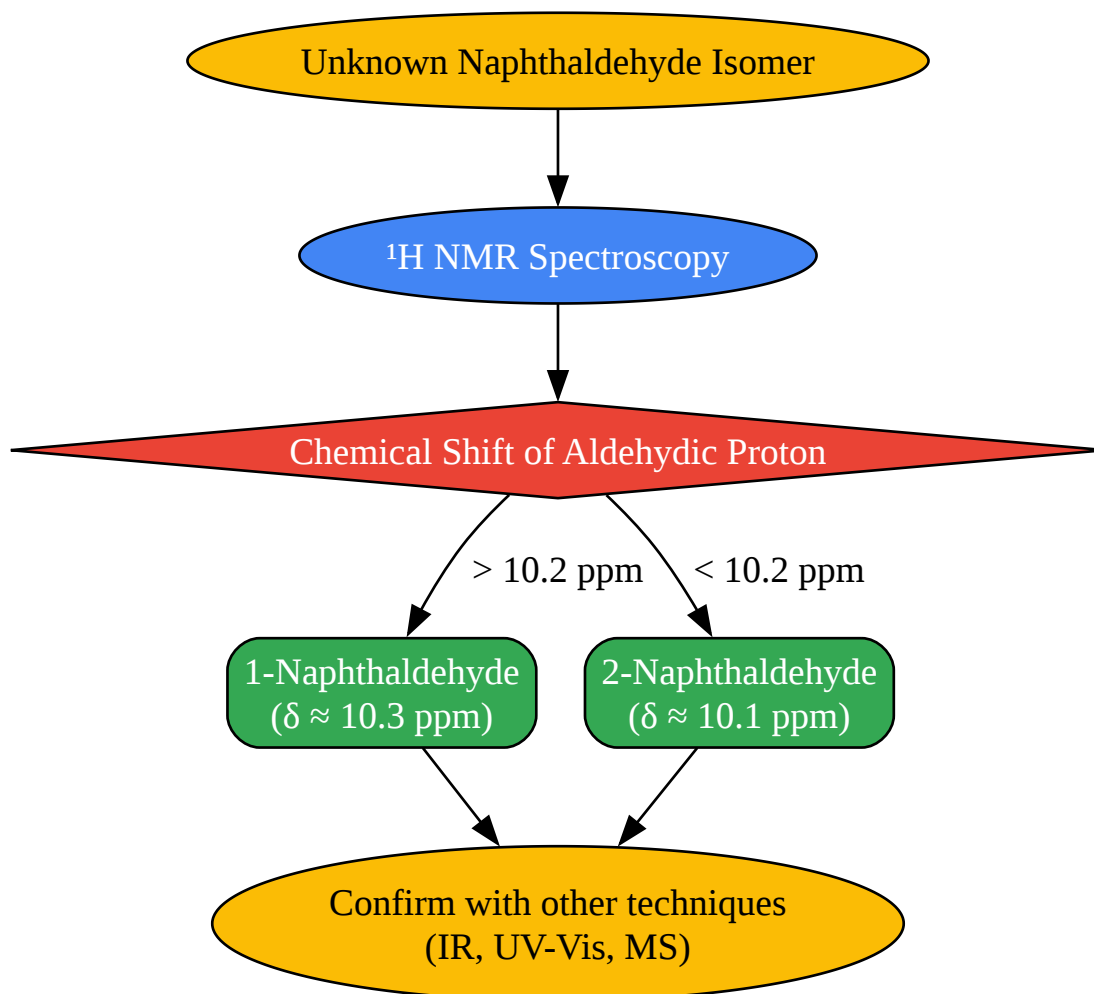 Unknown Naphthaldehyde Isomer
¹H NMR Spectroscopy
Chemical Shift of Aldehydic Proton
> 10.2 ppm
< 10.2 ppm
1-Naphthaldehyde
(δ ≈ 10.3 ppm)
2-Naphthaldehyde
(δ ≈ 10.1 ppm)
Confirm with other techniques
(IR, UV-Vis, MS)